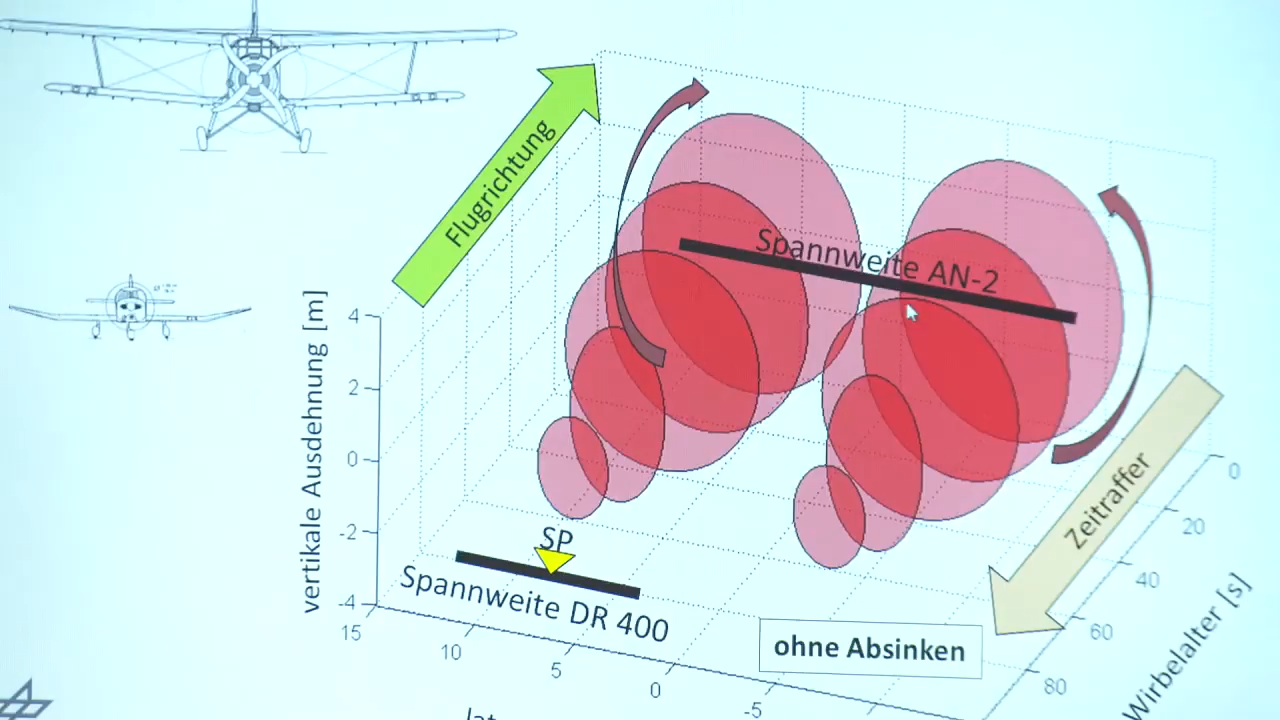 Flugrichtung
Spannweite AN-2
vertikale Ausdehnung [m]
4
2
0
-2
-4
SP
Spannweite DR 400
ohne Absinken
Zeitraffer
15
10
5
0
-5
0
20
40
60
80
Wirbelalter [s]